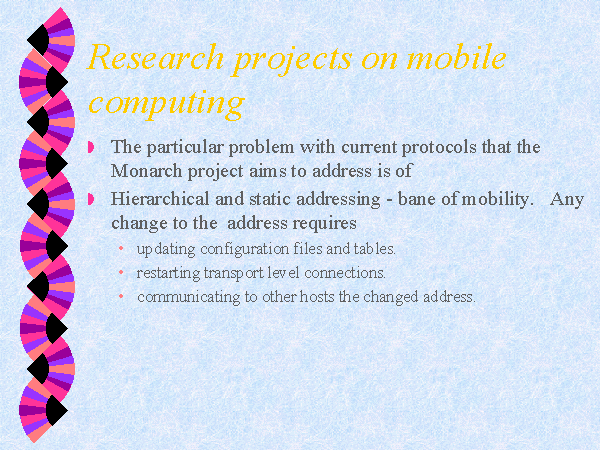 Research projects on mobile
computing
The particular problem with current protocols that the
Monarch project aims to address is of
Hierarchical and static addressing - bane of mobility.   Any
change to the  address requires
• updating configuration files and tables.
• restarting transport level connections.
• communicating to other hosts the changed address.